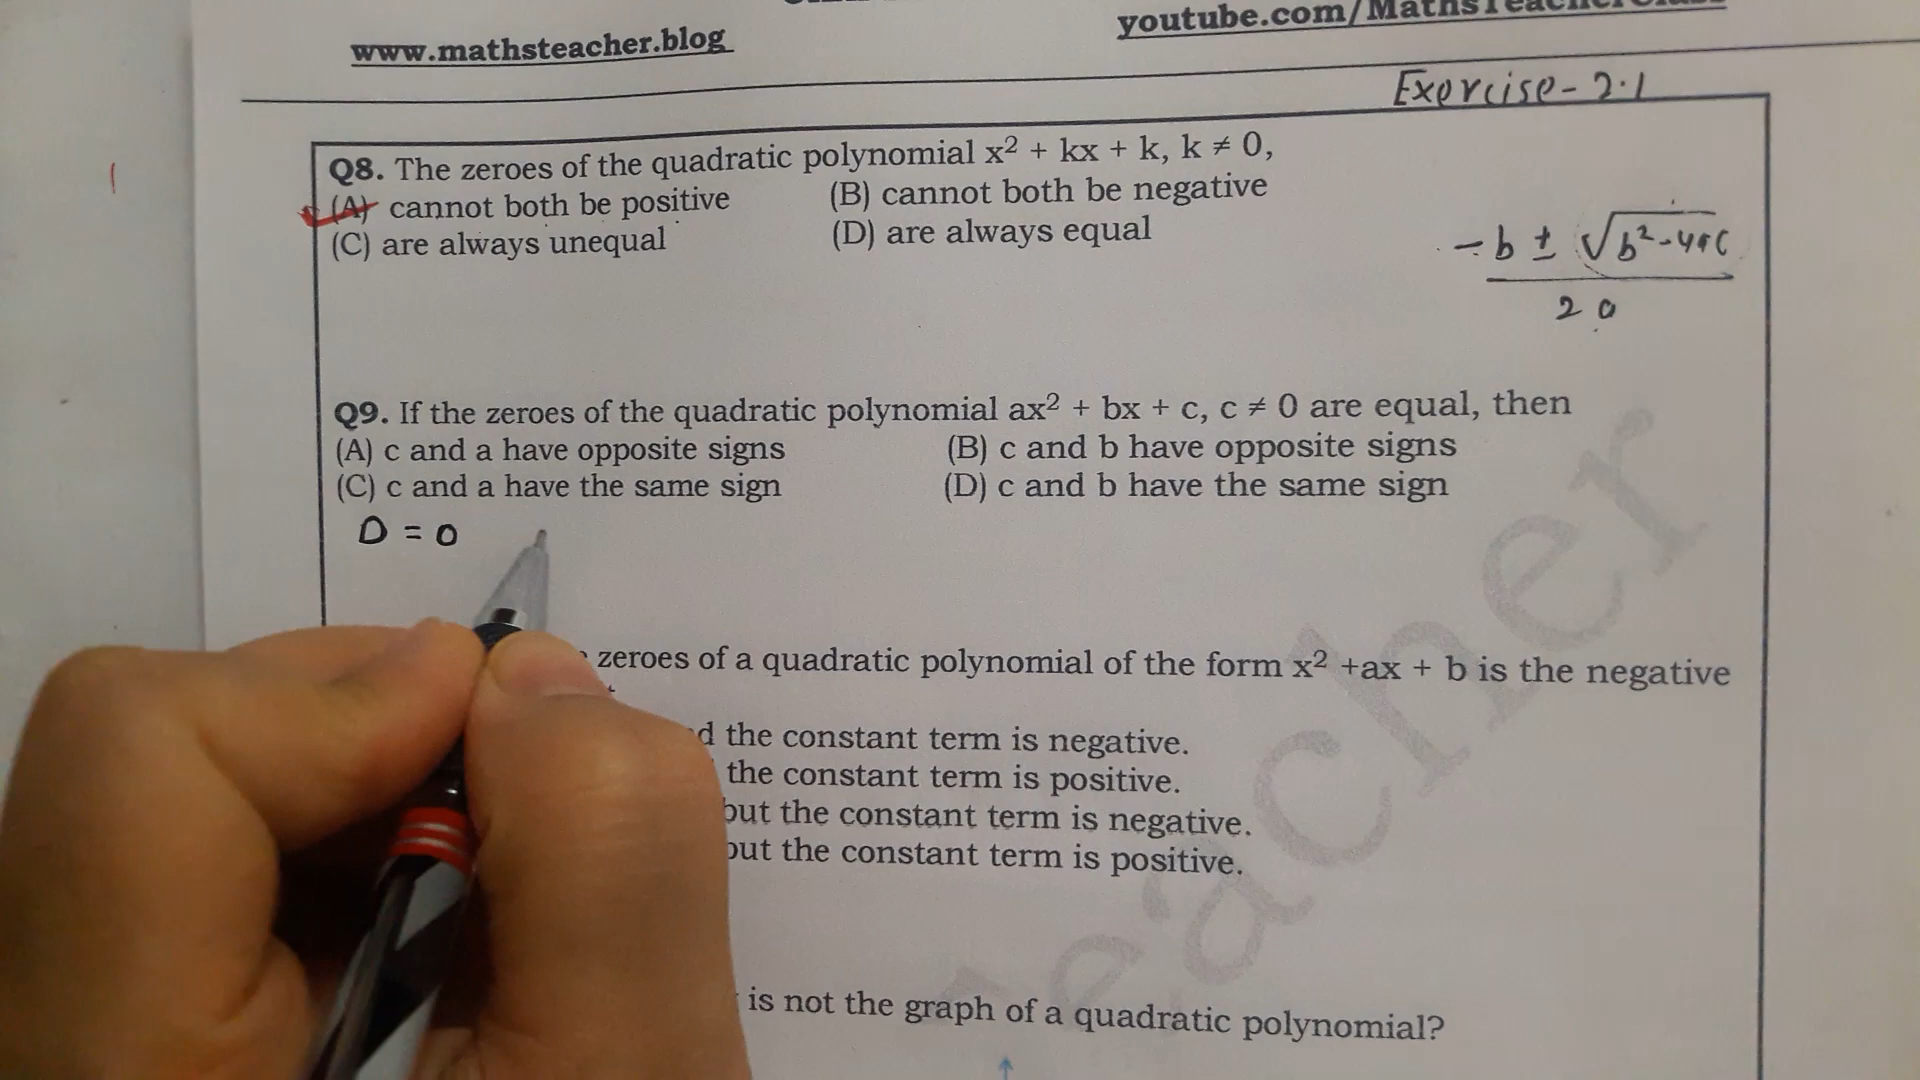 www.mathsteacher.blog
youtube.com/MathsTeacherClass
Exercise-2.1
Q8. The zeroes of the quadratic polynomial x² + kx + k, k ≠ 0,
(A) cannot both be positive (B) cannot both be negative
(C) are always unequal (D) are always equal
-b ± √b²-4ac
2a
Q9. If the zeroes of the quadratic polynomial ax² + bx + c, c ≠ 0 are equal, then
(A) c and a have opposite signs (B) c and b have opposite signs
(C) c and a have the same sign (D) c and b have the same sign
D = 0
zeroes of a quadratic polynomial of the form x² +ax + b is the negative
the constant term is negative.
the constant term is positive.
but the constant term is negative.
but the constant term is positive.
is not the graph of a quadratic polynomial?
eacher